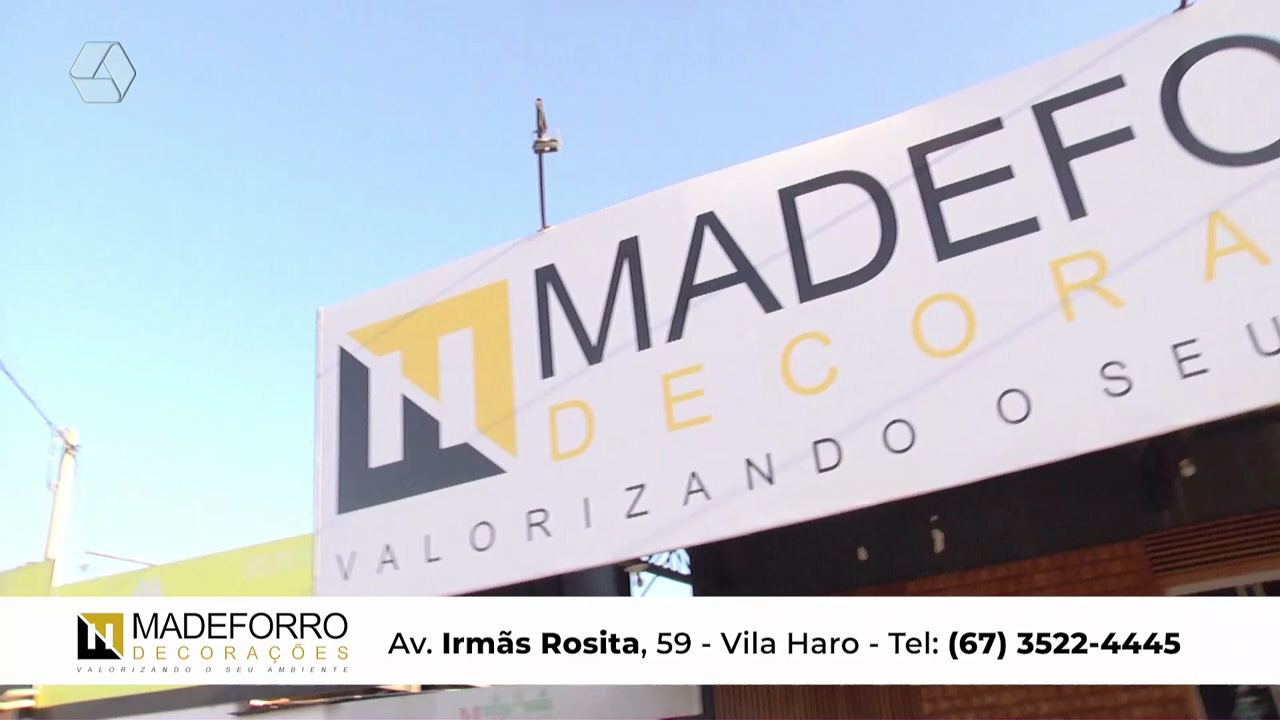 MADEFO
DECORA
VALORIZANDO O SEU
MADEFORRO
DECORAÇÕES
VALORIZANDO O SEU AMBIENTE
Av. Irmãs Rosita, 59 - Vila Haro - Tel: (67) 3522-4445